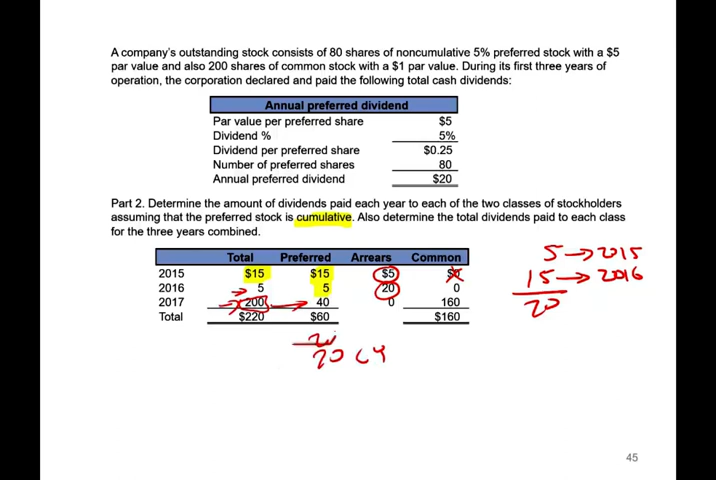 A company's outstanding stock consists of 80 shares of noncumulative 5% preferred stock with a $5
par value and also 200 shares of common stock with a $1 par value. During its first three years of
operation, the corporation declared and paid the following total cash dividends:
Annual preferred dividend
Par value per preferred share $5
Dividend % 5%
Dividend per preferred share $0.25
Number of preferred shares 80
Annual preferred dividend $20
Part 2. Determine the amount of dividends paid each year to each of the two classes of stockholders
assuming that the preferred stock is cumulative. Also determine the total dividends paid to each class
for the three years combined.
Total Preferred Arrears Common
2015 $15 $15 $5 $0
2016 5 5 20 0
2017 200 40 0 160
Total $220 $60 $160
5 → 2015
15 → 2016
20
20
20 CY
45